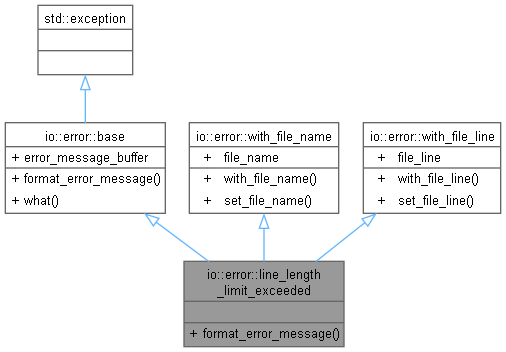 std::exception
io::error::base
+ error_message_buffer
+ format_error_message()
+ what()
io::error::with_file_name
+ file_name
+ with_file_name()
+ set_file_name()
io::error::with_file_line
+ file_line
+ with_file_line()
+ set_file_line()
io::error::line_length
_limit_exceeded
+ format_error_message()